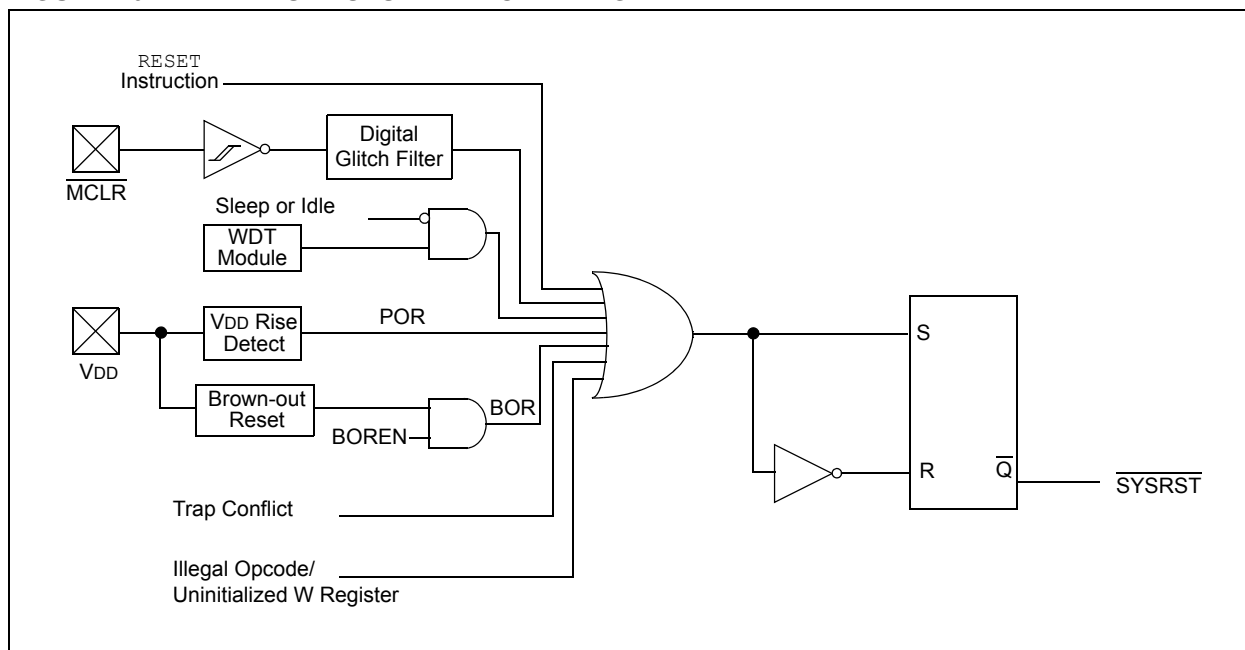 RESET
Instruction
Digital
Glitch Filter
MCLR
Sleep or Idle
WDT
Module
VDD Rise
Detect
POR
VDD
Brown-out
Reset
BOR
BOREN
S
R
Q
SYSRST
Trap Conflict
Illegal Opcode/
Uninitialized W Register